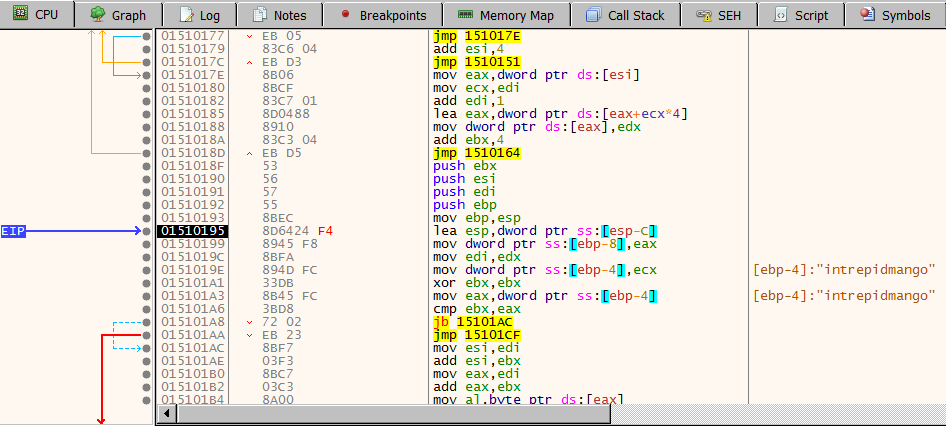 CPU Graph Log Notes Breakpoints Memory Map Call Stack SEH Script Symbols
01510177 EB 05 jmp 151017E
01510179 83C6 04 add esi,4
0151017C EB D3 jmp 1510151
0151017E 8B06 mov eax,dword ptr ds:[esi]
01510180 8BCF mov ecx,edi
01510182 83C7 01 add edi,1
01510185 8D0488 lea eax,dword ptr ds:[eax+ecx*4]
01510188 8910 mov dword ptr ds:[eax],edx
0151018A 83C3 04 add ebx,4
0151018D EB D5 jmp 1510164
0151018F 53 push ebx
01510190 56 push esi
01510191 57 push edi
01510192 55 push ebp
01510193 8BEC mov ebp,esp
EIP 01510195 8D6424 F4 lea esp,dword ptr ss:[esp-C]
01510199 8945 F8 mov dword ptr ss:[ebp-8],eax
0151019C 8BFA mov edi,edx
0151019E 894D FC mov dword ptr ss:[ebp-4],ecx [ebp-4]:"intrepidmango"
015101A1 33DB xor ebx,ebx
015101A3 8B45 FC mov eax,dword ptr ss:[ebp-4] [ebp-4]:"intrepidmango"
015101A6 3BD8 cmp ebx,eax
015101A8 72 02 jb 15101AC
015101AA EB 23 jmp 15101CF
015101AC 8BF7 mov esi,edi
015101AE 03F3 add esi,ebx
015101B0 8BC7 mov eax,edi
015101B2 03C3 add eax,ebx
015101B4 8A00 mov al,byte ptr ds:[eax]